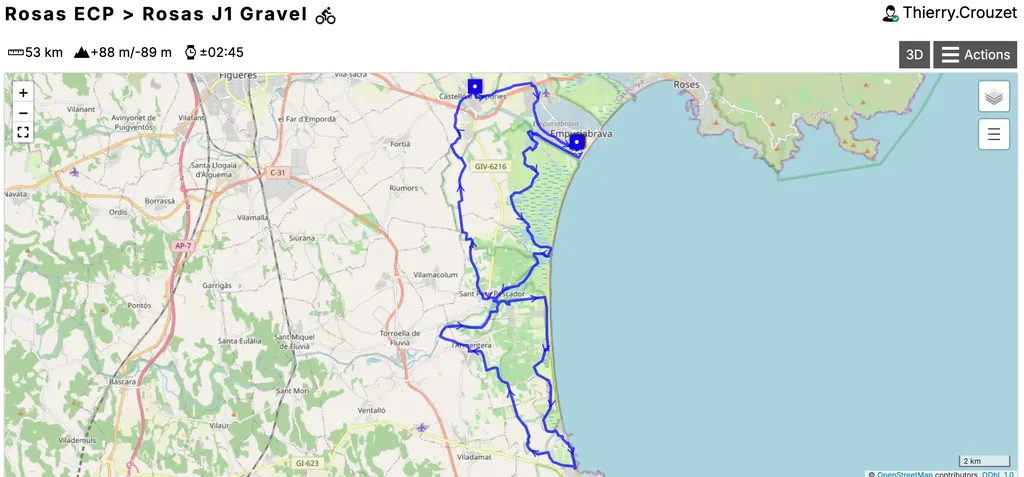 Rosas ECP > Rosas J1 Gravel
Thierry.Crouzet
53 km
+88 m/-89 m
±02:45
3D
Actions
+
−
Figueres
Vila-sacra
Castelló d'Empúries
Roses
Vilanant
Avinyonet de
Puigventós
Vilafant
el Far d'Empordà
Empuriabrava
Empuriabrava
Fortià
GIV-6216
Santa Llogaia
d'Àlguema
C-31
Navata
Borrassà
Ordis
Riumors
Vilamalla
Siurana
AP-7
Vilamacolum
Garrigàs
Sant Pere Pescador
Pontós
Torroella de
Fluvià
Santa Eulàlia
Sant Miquel
de Fluvià
l'Armentera
Bàscara
Sant Mori
Ventalló
Vilaür
Vilademuls
Viladamat
GI-623
2 km
© OpenStreetMap contributors, ODbL 1.0